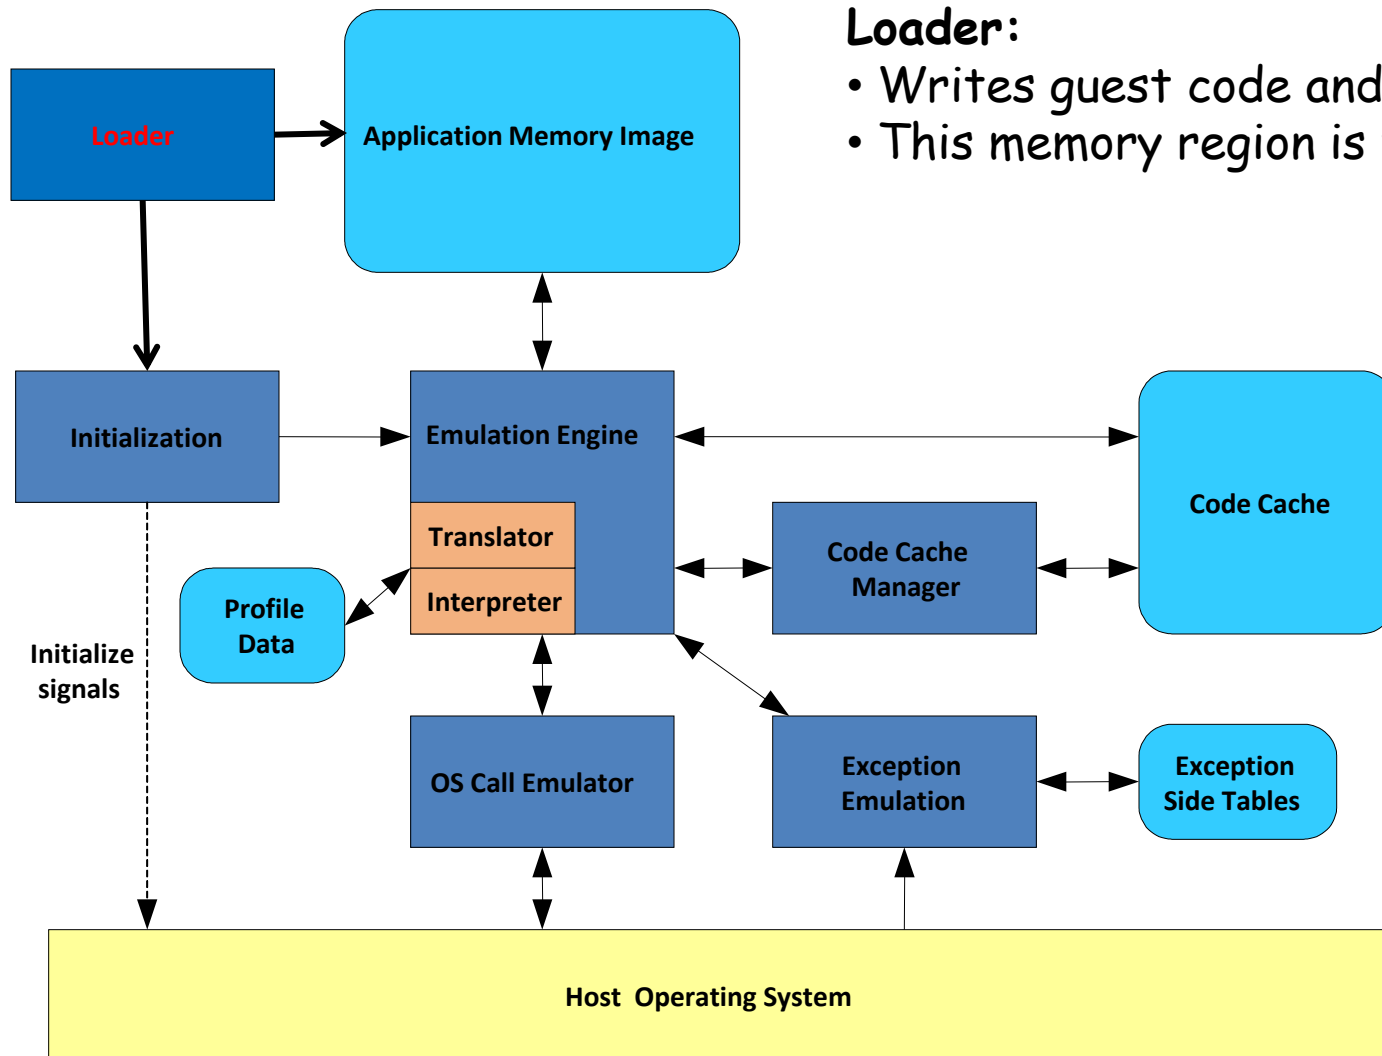 Loader:
• Writes guest code and
• This memory region is
Loader
Application Memory Image
Initialization
Emulation Engine
Code Cache
Translator
Interpreter
Code Cache
Manager
Profile
Data
Initialize
signals
OS Call Emulator
Exception
Emulation
Exception
Side Tables
Host Operating System